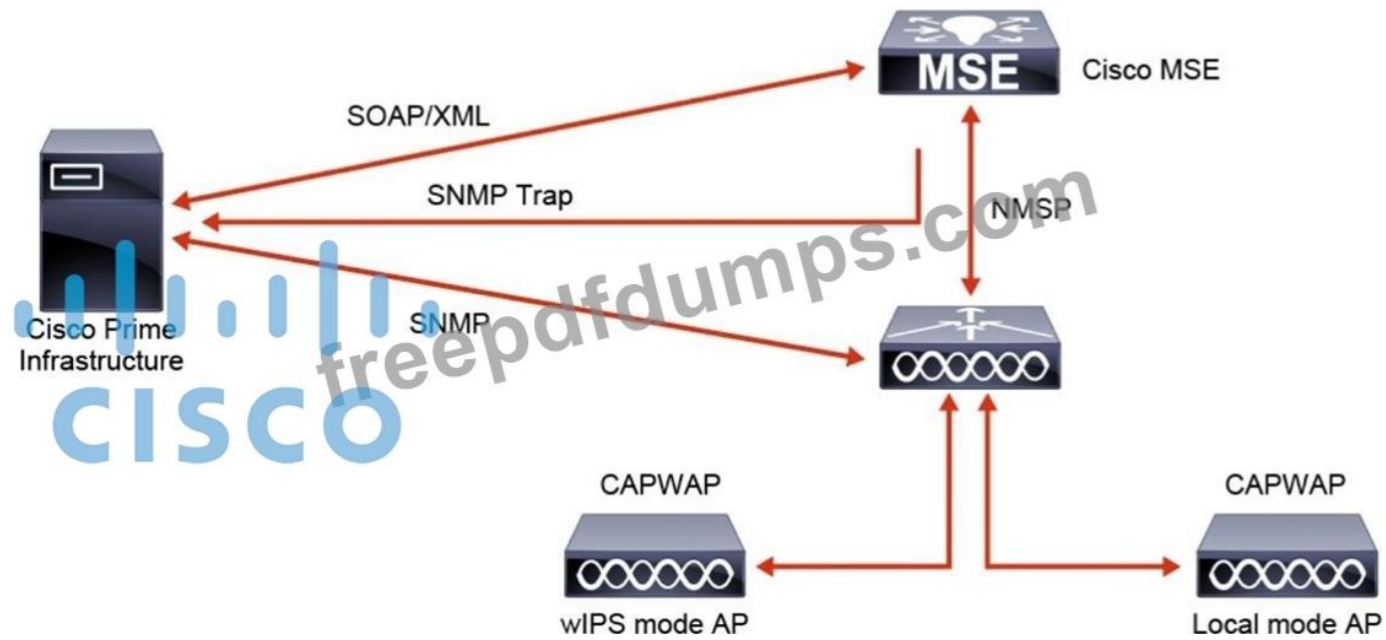 MSE
Cisco MSE
SOAP/XML
SNMP Trap
NMSP
freepdfdumps.com
SNMP
Cisco Prime
Infrastructure
CISCO
CAPWAP
CAPWAP
wIPS mode AP
Local mode AP